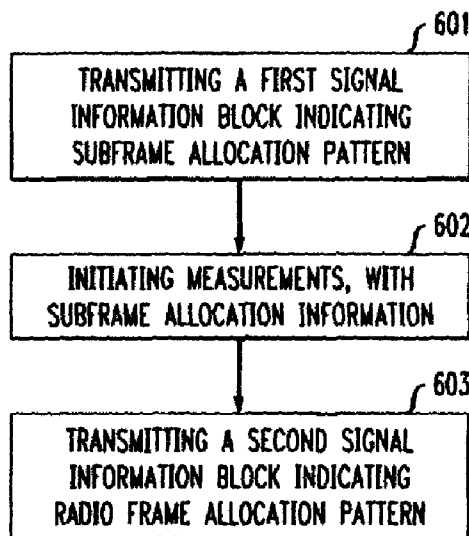 601
TRANSMITTING A FIRST SIGNAL
INFORMATION BLOCK INDICATING
SUBFRAME ALLOCATION PATTERN
602
INITIATING MEASUREMENTS, WITH
SUBFRAME ALLOCATION INFORMATION
603
TRANSMITTING A SECOND SIGNAL
INFORMATION BLOCK INDICATING
RADIO FRAME ALLOCATION PATTERN